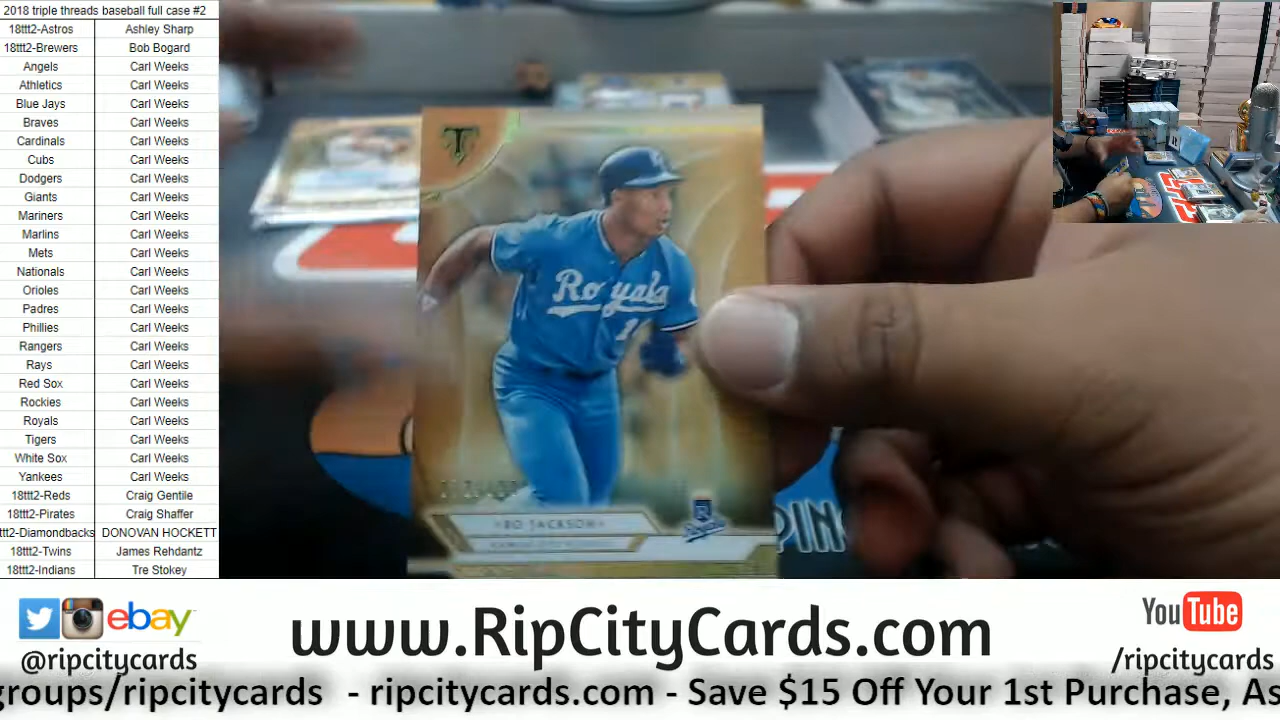 2018 triple threads baseball full case #2
18ttt2-Astros Ashley Sharp
18ttt2-Brewers Bob Bogard
Angels Carl Weeks
Athletics Carl Weeks
Blue Jays Carl Weeks
Braves Carl Weeks
Cardinals Carl Weeks
Cubs Carl Weeks
Dodgers Carl Weeks
Giants Carl Weeks
Mariners Carl Weeks
Marlins Carl Weeks
Mets Carl Weeks
Nationals Carl Weeks
Orioles Carl Weeks
Padres Carl Weeks
Phillies Carl Weeks
Rangers Carl Weeks
Rays Carl Weeks
Red Sox Carl Weeks
Rockies Carl Weeks
Royals Carl Weeks
Tigers Carl Weeks
White Sox Carl Weeks
Yankees Carl Weeks
18ttt2-Reds Craig Gentile
18ttt2-Pirates Craig Shaffer
ttt2-Diamondbacks DONOVAN HOCKETT
18ttt2-Twins James Rehdantz
18ttt2-Indians Tre Stokey
T
Royals
BO JACKSON
PIN
ebay
@ripcitycards
www.RipCityCards.com
YouTube
/ripcitycards
groups/ripcitycards - ripcitycards.com - Save $15 Off Your 1st Purchase, As